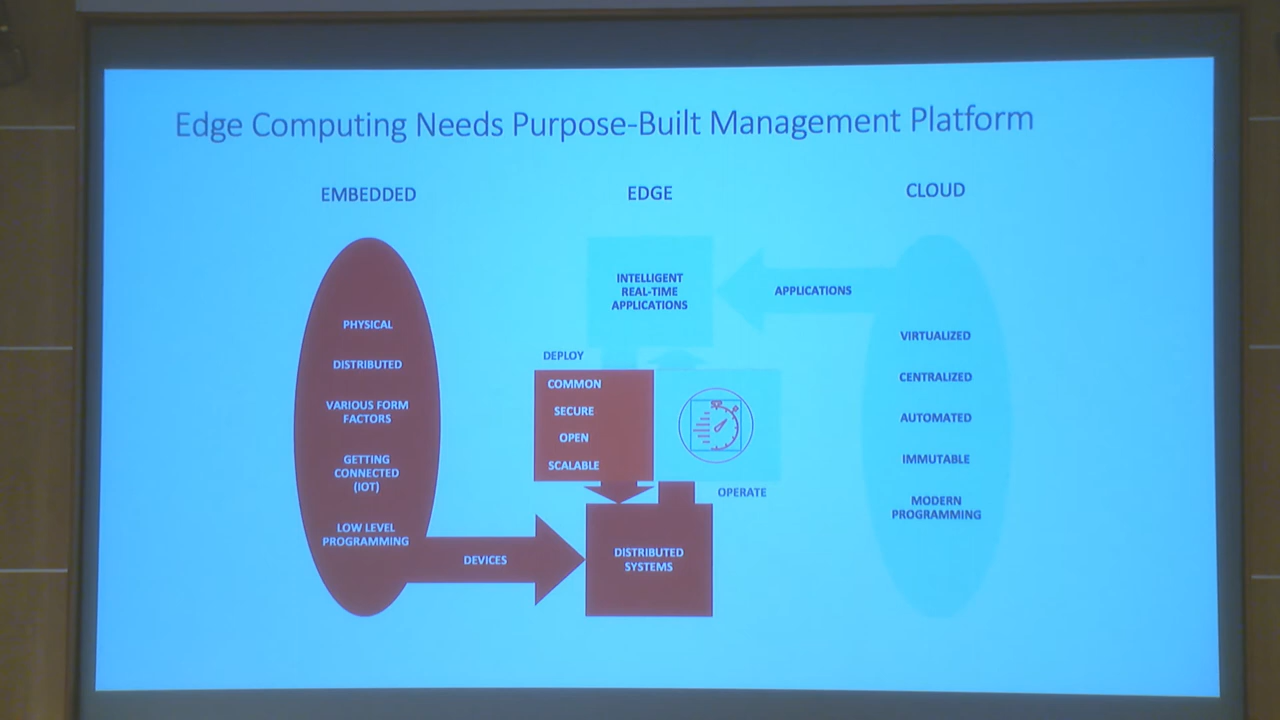 Edge Computing Needs Purpose-Built Management Platform
EMBEDDED
EDGE
CLOUD
PHYSICAL
DISTRIBUTED
VARIOUS FORM
FACTORS
GETTING
CONNECTED
(IOT)
LOW LEVEL
PROGRAMMING
DEVICES
INTELLIGENT
REAL-TIME
APPLICATIONS
DEPLOY
COMMON
SECURE
OPEN
SCALABLE
OPERATE
DISTRIBUTED
SYSTEMS
APPLICATIONS
VIRTUALIZED
CENTRALIZED
AUTOMATED
IMMUTABLE
MODERN
PROGRAMMING